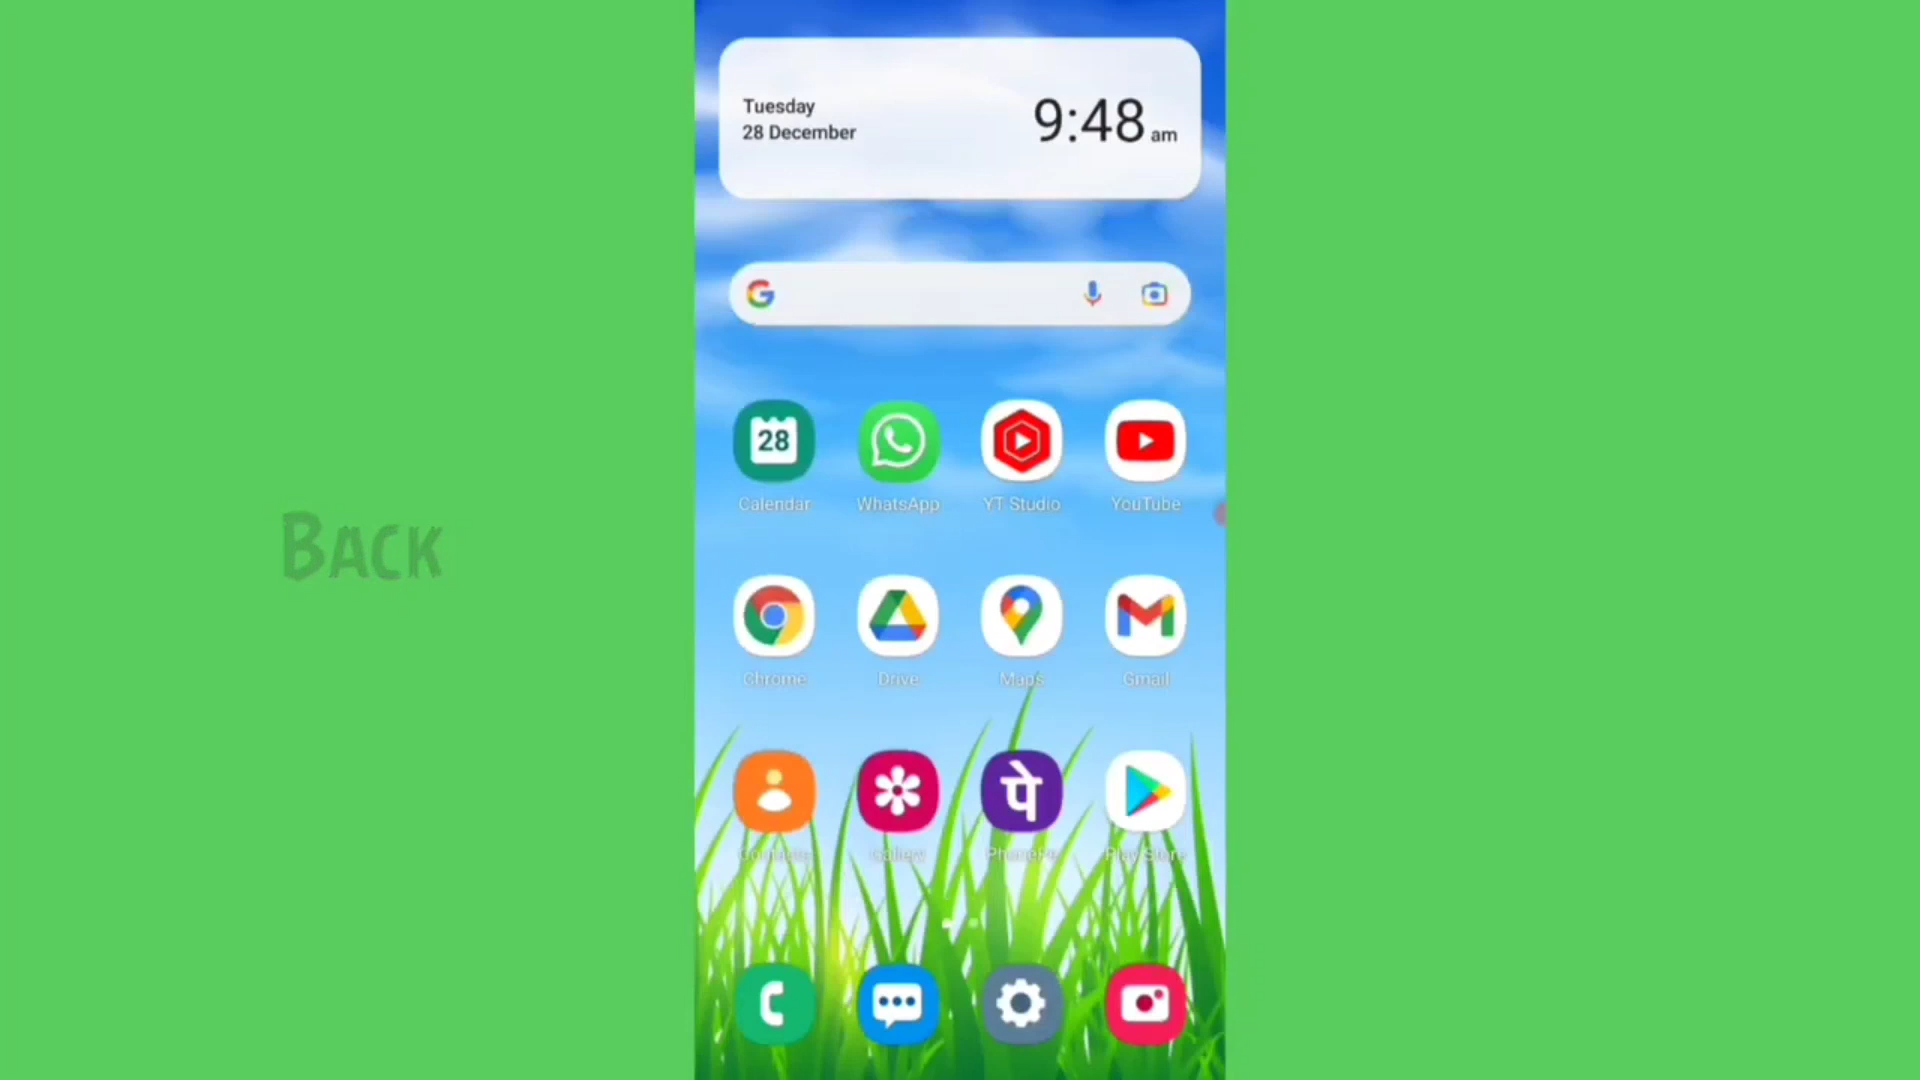 Tuesday
28 December
9:48 am
28
Calendar
WhatsApp
YT Studio
YouTube
BACK
Chrome
Drive
Maps
Gmail
पे
Contacts
Gallery
PhonePe
Play Store